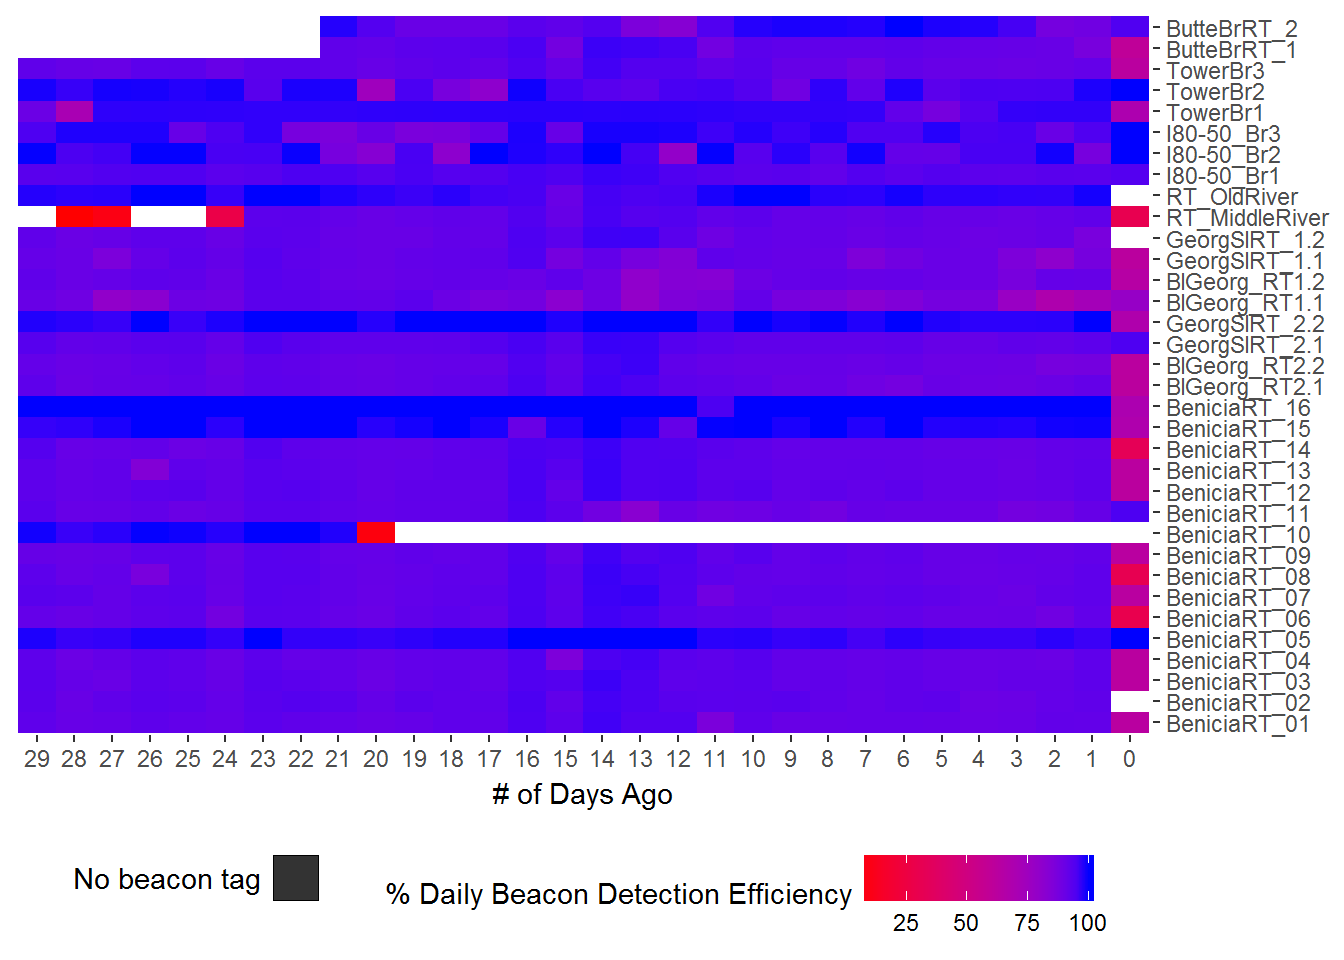 ButteBrRT_2
ButteBrRT_1
TowerBr3
TowerBr2
TowerBr1
I80-50_Br3
I80-50_Br2
I80-50_Br1
RT_OldRiver
RT_MiddleRiver
GeorgSlRT_1.2
GeorgSlRT_1.1
BlGeorg_RT1.2
BlGeorg_RT1.1
GeorgSlRT_2.2
GeorgSlRT_2.1
BlGeorg_RT2.2
BlGeorg_RT2.1
BeniciaRT_16
BeniciaRT_15
BeniciaRT_14
BeniciaRT_13
BeniciaRT_12
BeniciaRT_11
BeniciaRT_10
BeniciaRT_09
BeniciaRT_08
BeniciaRT_07
BeniciaRT_06
BeniciaRT_05
BeniciaRT_04
BeniciaRT_03
BeniciaRT_02
BeniciaRT_01
29 28 27 26 25 24 23 22 21 20 19 18 17 16 15 14 13 12 11 10 9 8 7 6 5 4 3 2 1 0
# of Days Ago
No beacon tag
% Daily Beacon Detection Efficiency
25 50 75 100